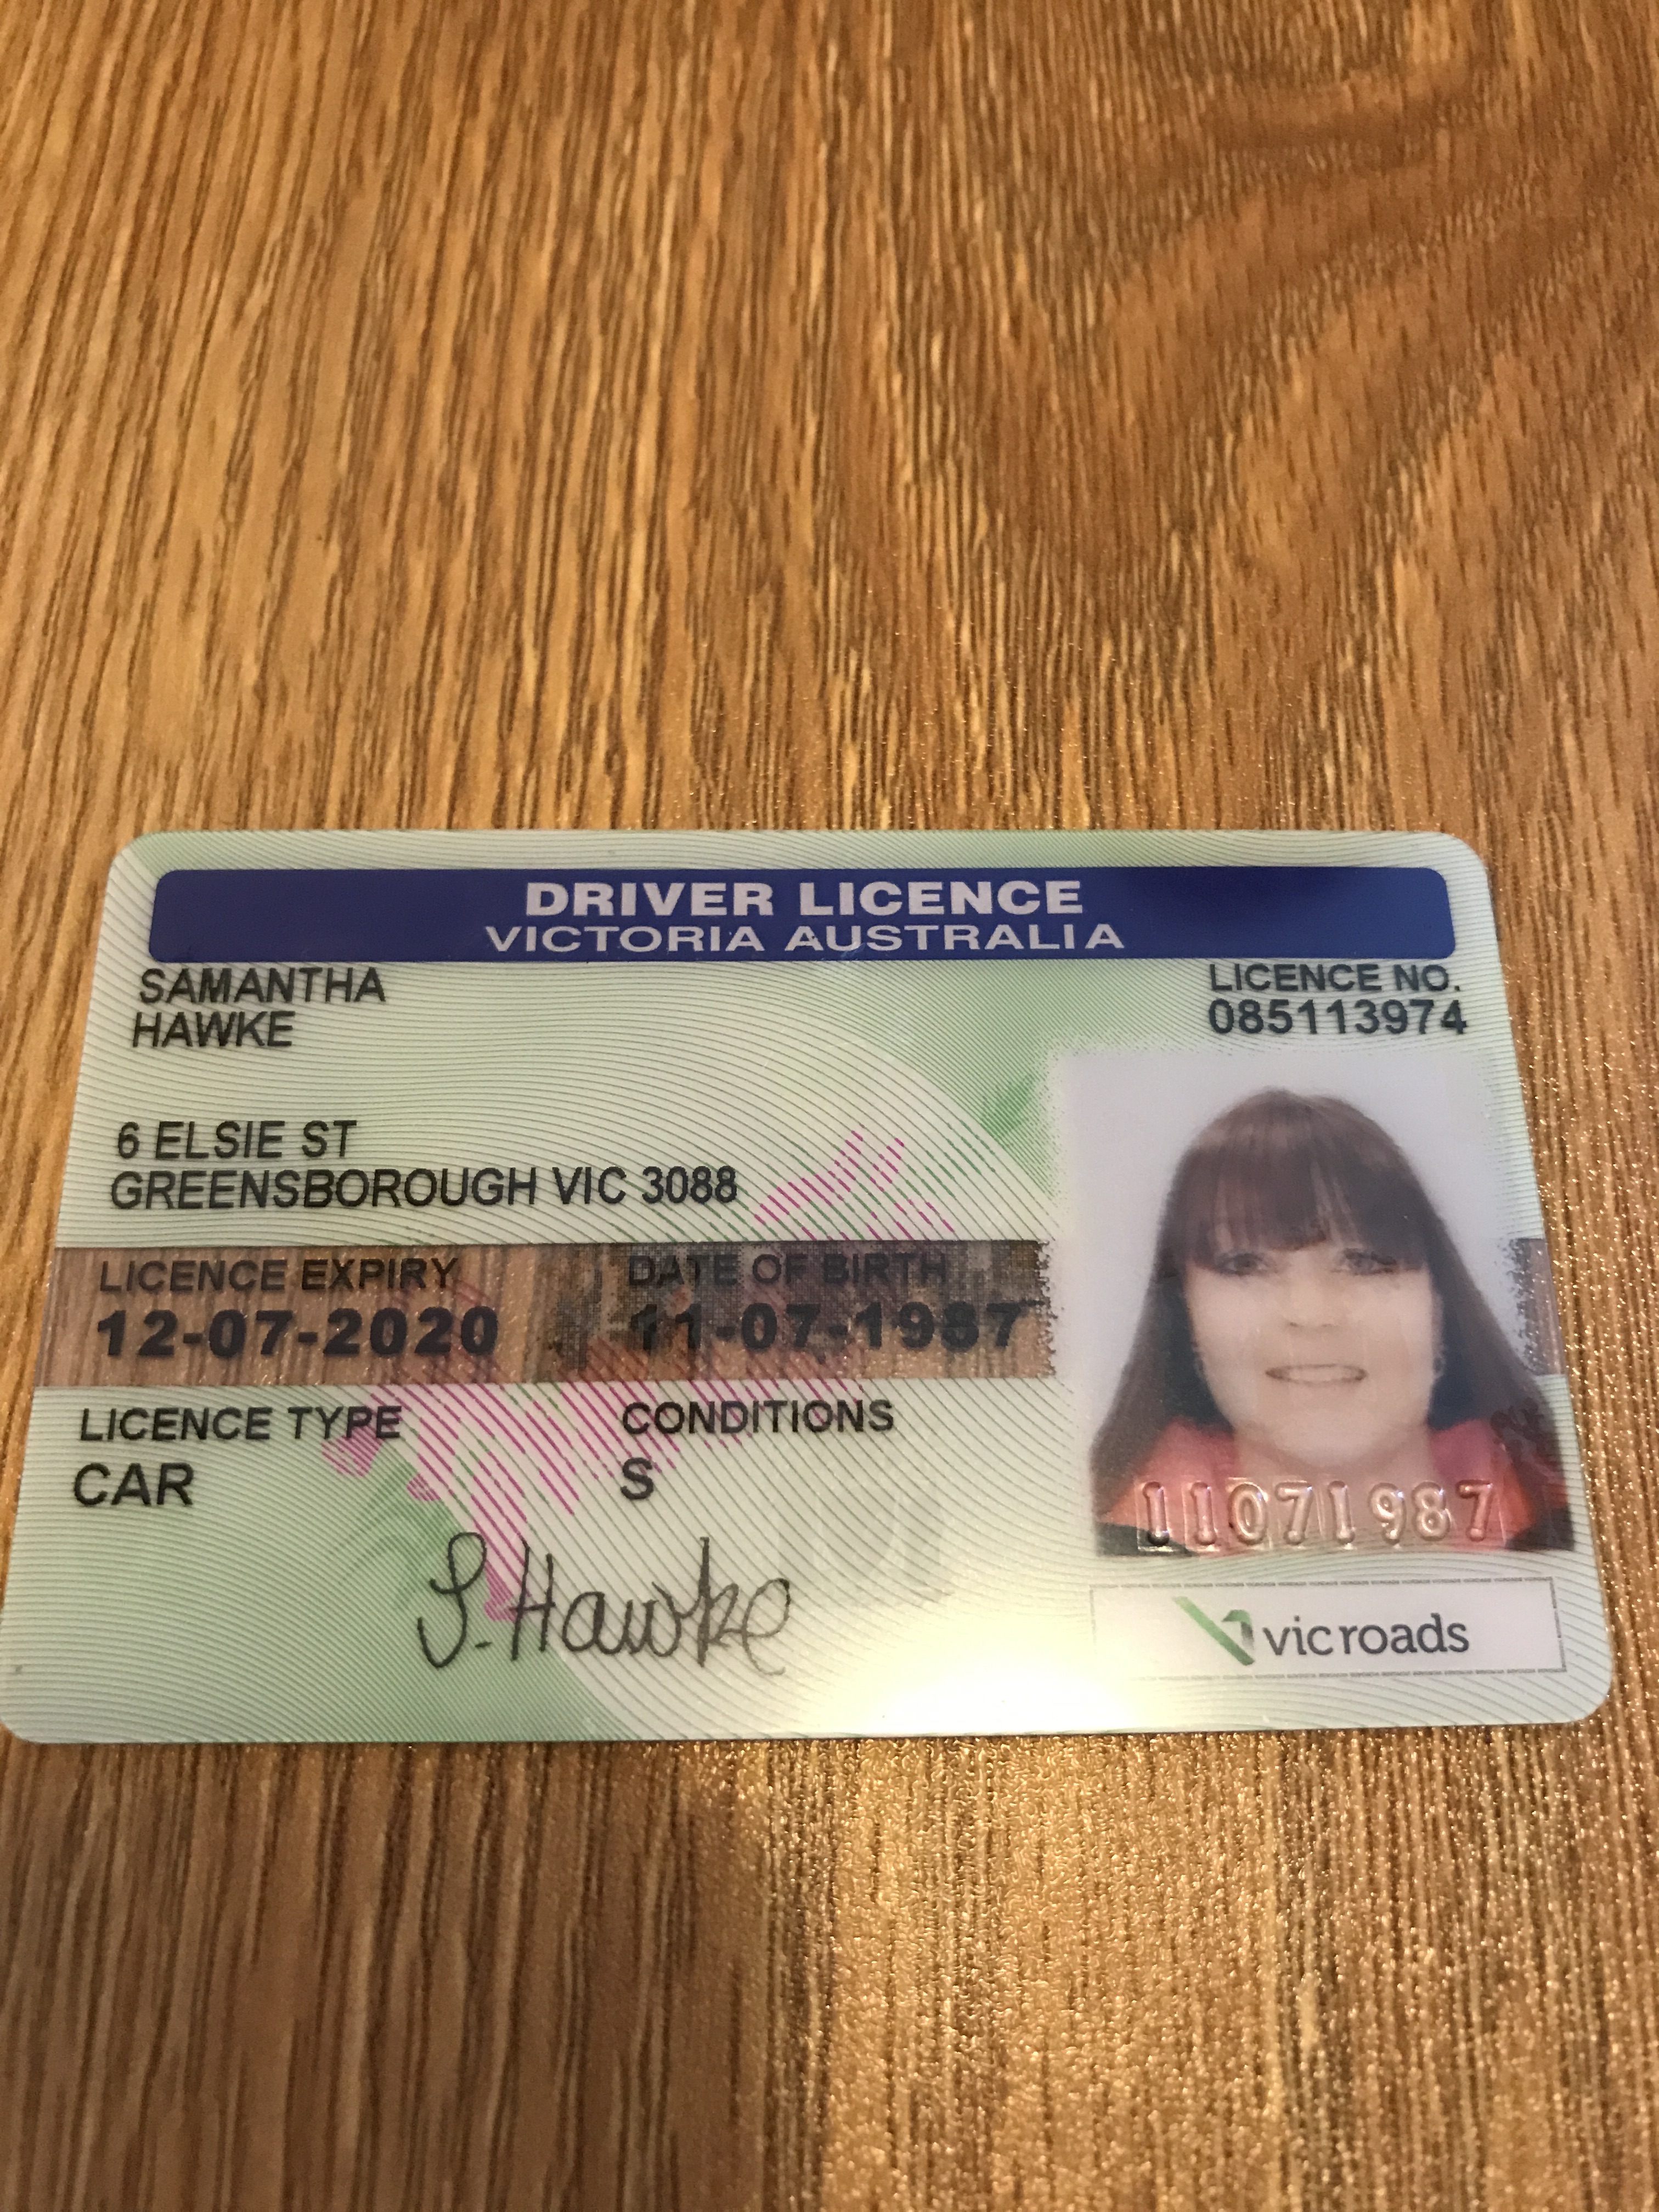 DRIVER LICENCE
VICTORIA AUSTRALIA
SAMANTHA
HAWKE
LICENCE NO.
085113974
6 ELSIE ST
GREENSBOROUGH VIC 3088
LICENCE EXPIRY
12-07-2020
DATE OF BIRTH
11-07-1987
LICENCE TYPE
CAR
CONDITIONS
S
11071987
S. Hawke
vicroads